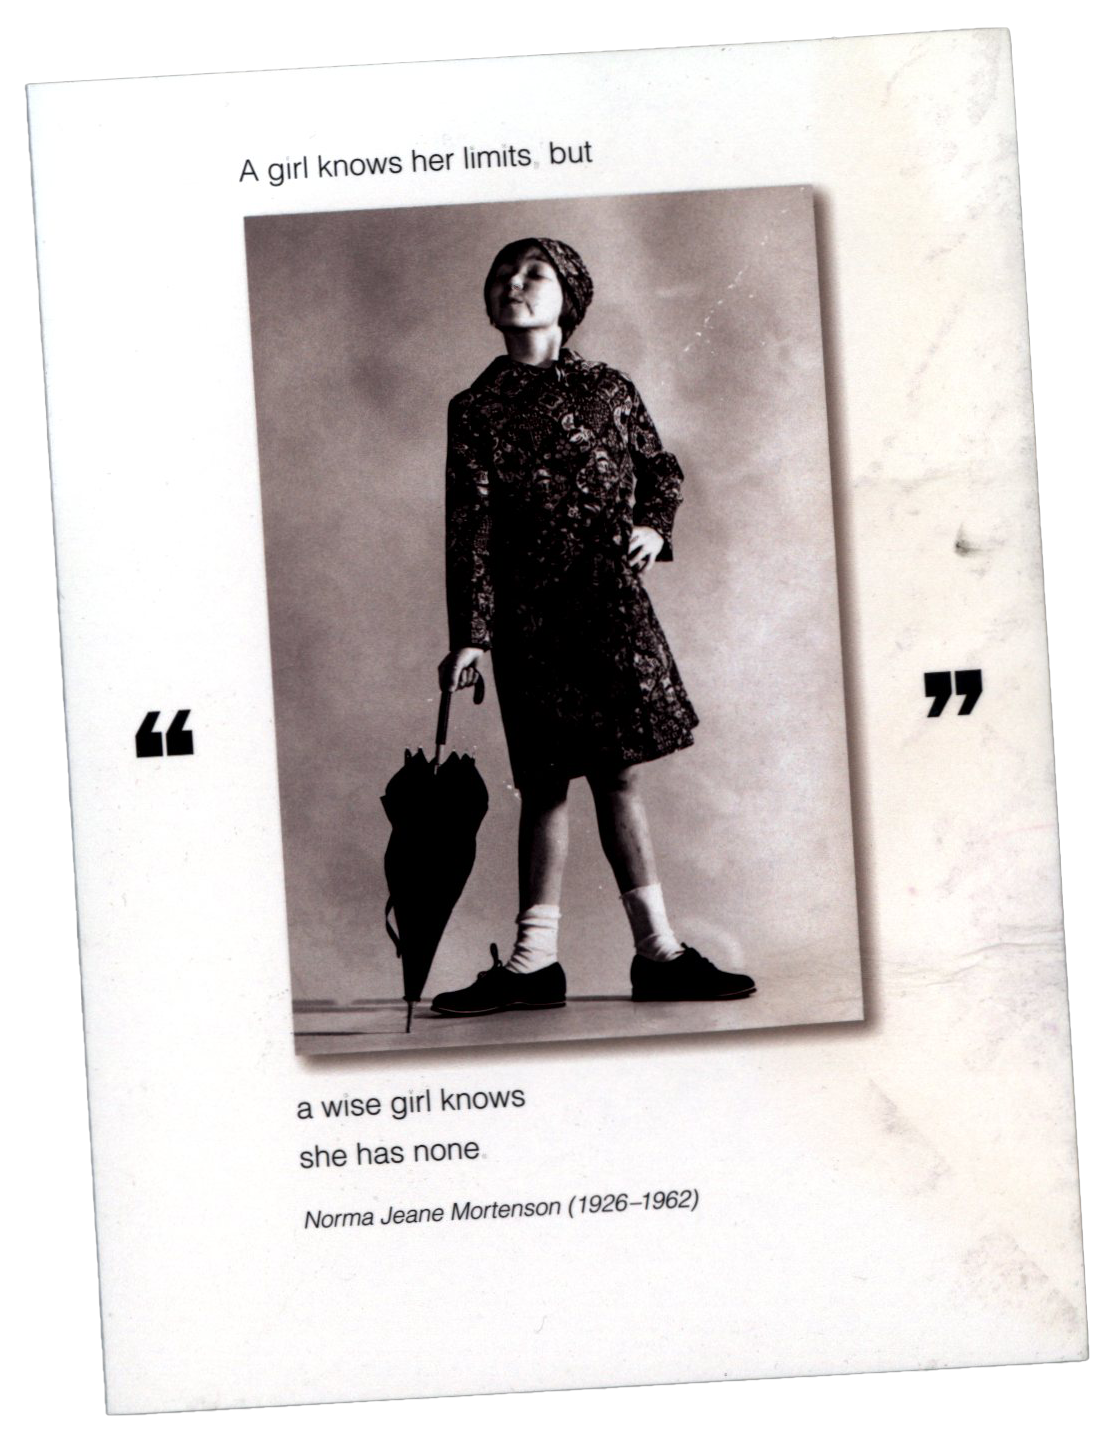 A girl knows her limits, but
“ ”
a wise girl knows
she has none.
Norma Jeane Mortenson (1926–1962)